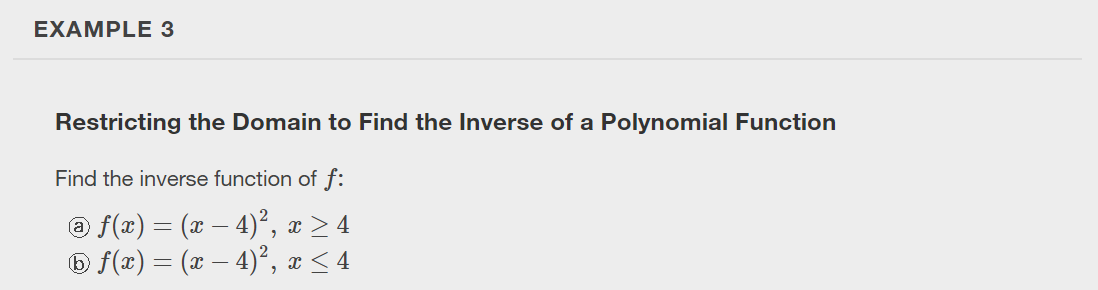 EXAMPLE 3
Restricting the Domain to Find the Inverse of a Polynomial Function
Find the inverse function of f:
ⓐ f(x) = (x − 4)², x ≥ 4
ⓑ f(x) = (x − 4)², x ≤ 4